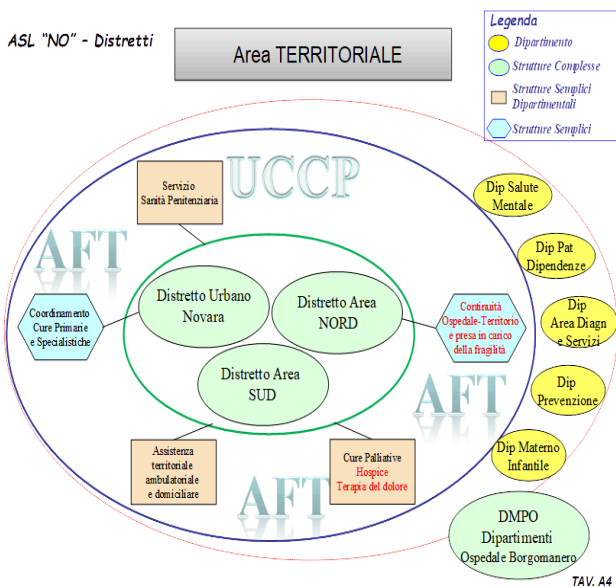 ASL "NO" - Distretti
Area TERRITORIALE
Legenda
Dipartimento
Strutture Complesse
Strutture Semplici
Dipartimentali
Strutture Semplici
Servizio
Sanità Penitenziaria
UCCP
Dip Salute
Mentale
AFT
Dip Pat
Dipendenze
Coordinamento
Cure Primarie
e Specialistiche
Distretto Urbano
Novara
Distretto Area
NORD
Continuità
Ospedale-Territorio
e presa in carico
della fragilità
Dip
Area Diagn
e Servizi
Distretto Area
SUD
AFT
Dip
Prevenzione
Assistenza
territoriale
ambulatoriale
e domiciliare
Cure Palliative
Hospice
Terapia del dolore
Dip Materno
Infantile
AFT
DMPO
Dipartimenti
Ospedale Borgomanero
TAV. A4